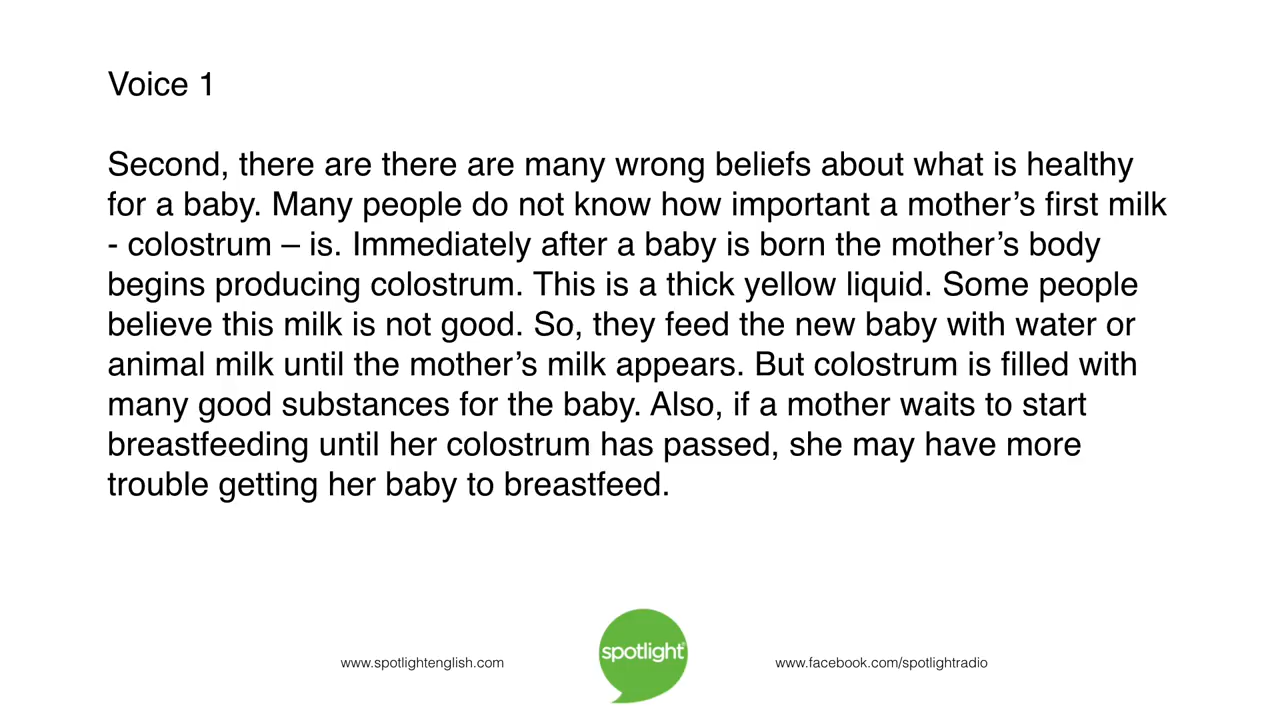 Voice 1
Second, there are there are many wrong beliefs about what is healthy
for a baby. Many people do not know how important a mother’s first milk
- colostrum – is. Immediately after a baby is born the mother’s body
begins producing colostrum. This is a thick yellow liquid. Some people
believe this milk is not good. So, they feed the new baby with water or
animal milk until the mother’s milk appears. But colostrum is filled with
many good substances for the baby. Also, if a mother waits to start
breastfeeding until her colostrum has passed, she may have more
trouble getting her baby to breastfeed.
www.spotlightenglish.com
spotlight
www.facebook.com/spotlightradio